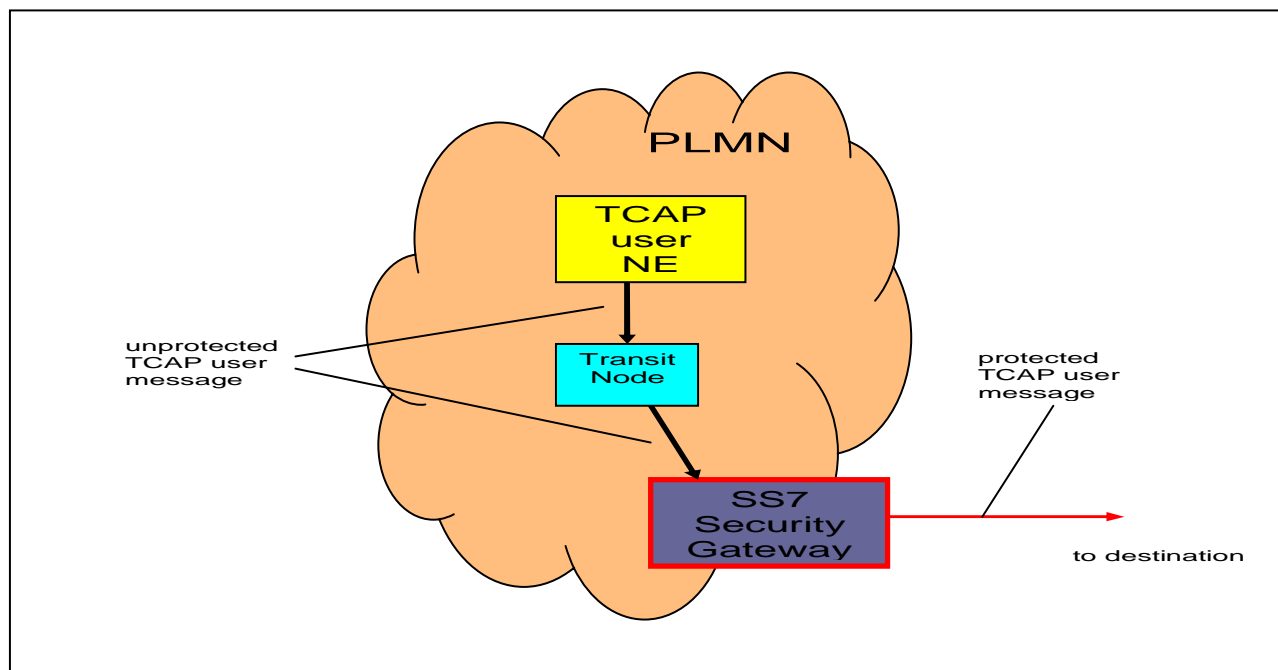 PLMN
TCAP
user
NE
unprotected
TCAP user
message
Transit
Node
protected
TCAP user
message
SS7
Security
Gateway
to destination